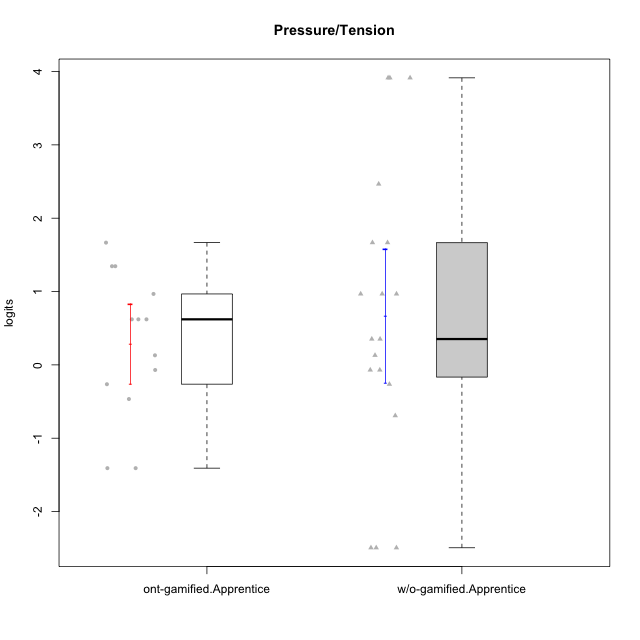 Pressure/Tension
4
3
2
1
0
-1
-2
logits
ont-gamified.Apprentice
w/o-gamified.Apprentice